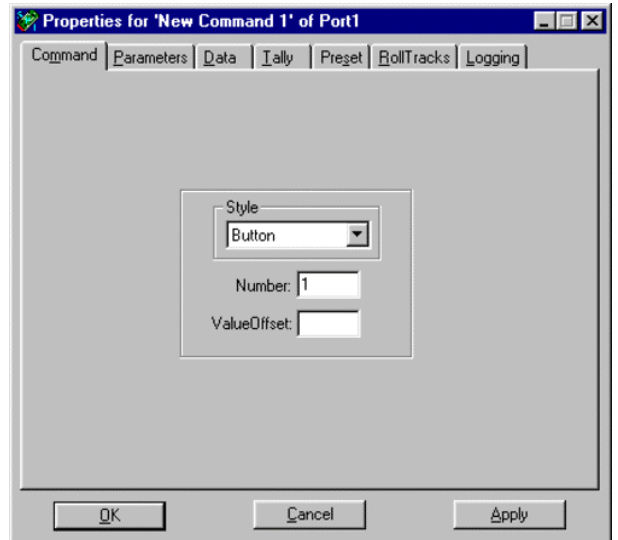 Properties for 'New Command 1' of Port1
Command Parameters Data Tally Preset RollTracks Logging
Style
Button
Number: 1
ValueOffset:
OK Cancel Apply